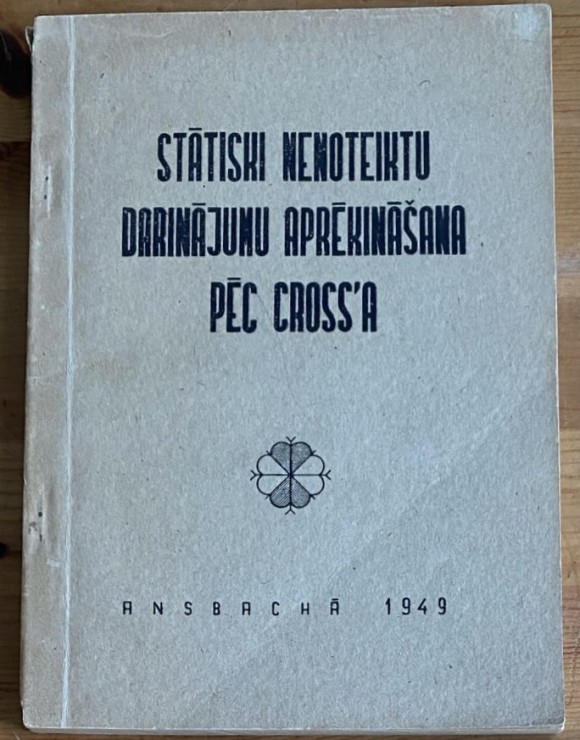 STĀTISKI NENOTEIKTU
DARINĀJUMU APRĒĶINĀŠANA
PĒC CROSS'A
ANSBACHĀ 1949